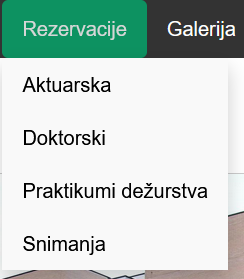 Rezervacije Galerija
Aktuarska
Doktorski
Praktikumi dežurstva
Snimanja